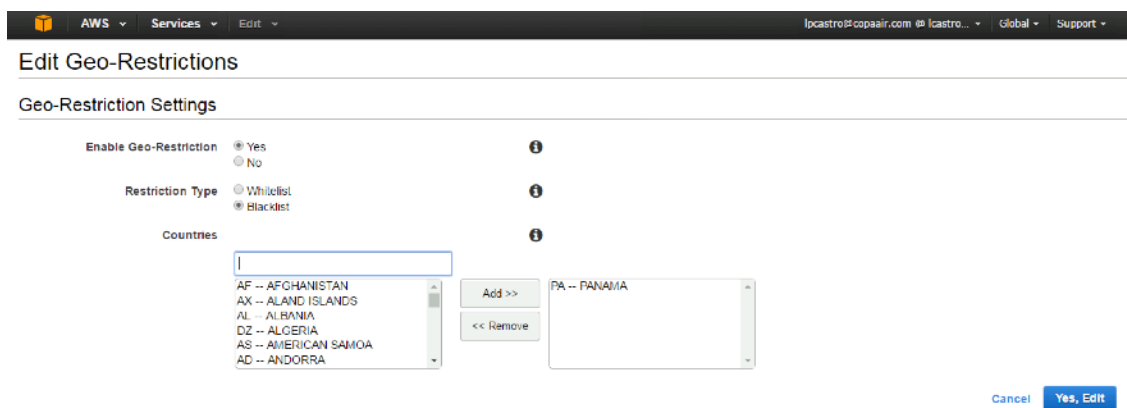 AWS Services Edit lpcastro@copaair.com @ lcastro... Global Support
Edit Geo-Restrictions
Geo-Restriction Settings
Enable Geo-Restriction Yes
No
Restriction Type Whitelist
Blacklist
Countries
AF -- AFGHANISTAN
AX -- ALAND ISLANDS
AL -- ALBANIA
DZ -- ALGERIA
AS -- AMERICAN SAMOA
AD -- ANDORRA
Add >>
<< Remove
PA -- PANAMA
Cancel Yes, Edit